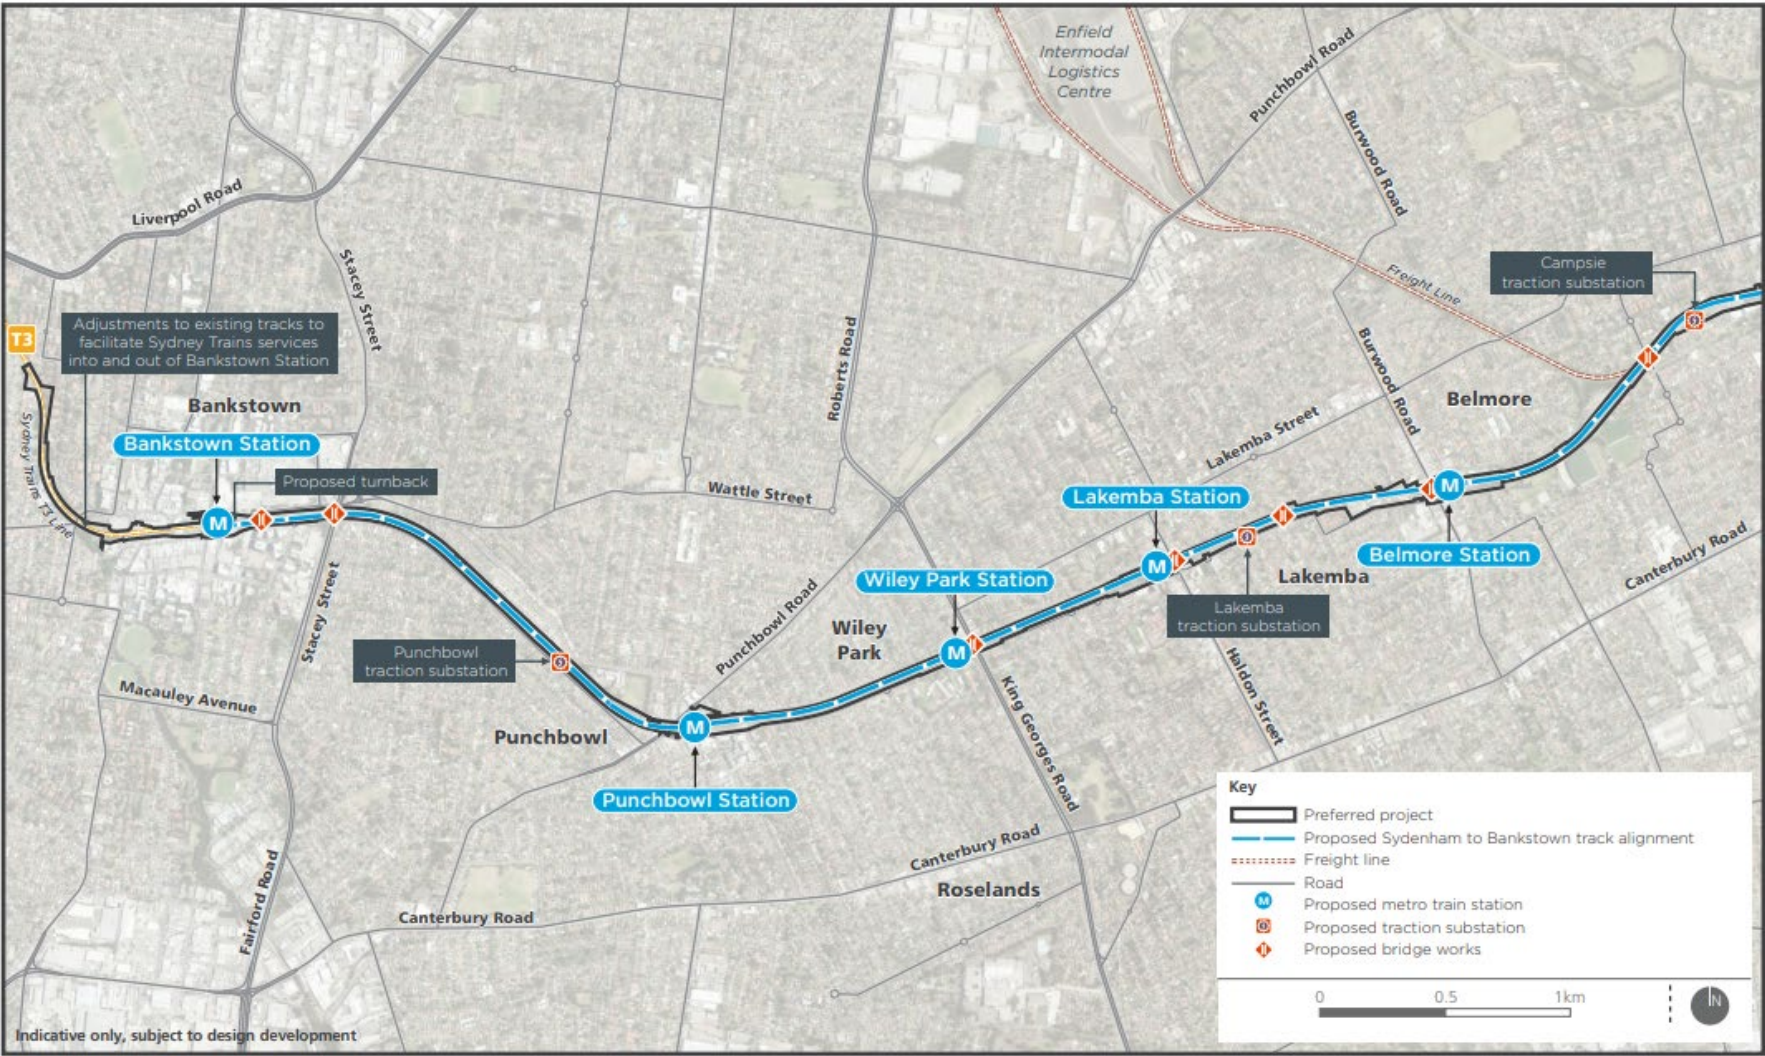 Enfield
Intermodal
Logistics
Centre
Punchbowl Road
Burwood Road
Liverpool Road
Stacey Street
Freight Line
Campsie
traction substation
T3
Adjustments to existing tracks to
facilitate Sydney Trains services
into and out of Bankstown Station
Roberts Road
Burwood Road
Belmore
Bankstown
Bankstown Station
Sydney Trains T3 Line
Lakemba Street
Proposed turnback
Wattle Street
Lakemba Station
M
M
M
Belmore Station
Canterbury Road
Wiley Park Station
Lakemba
Lakemba
traction substation
Stacey Street
Punchbowl Road
Wiley
Park
M
Punchbowl
traction substation
Macauley Avenue
King Georges Road
Haldon Street
Punchbowl
M
Punchbowl Station
Canterbury Road
Roselands
Fairford Road
Canterbury Road
Key
Preferred project
Proposed Sydenham to Bankstown track alignment
Freight line
Road
M Proposed metro train station
Proposed traction substation
Proposed bridge works
0 0.5 1km
N
Indicative only, subject to design development